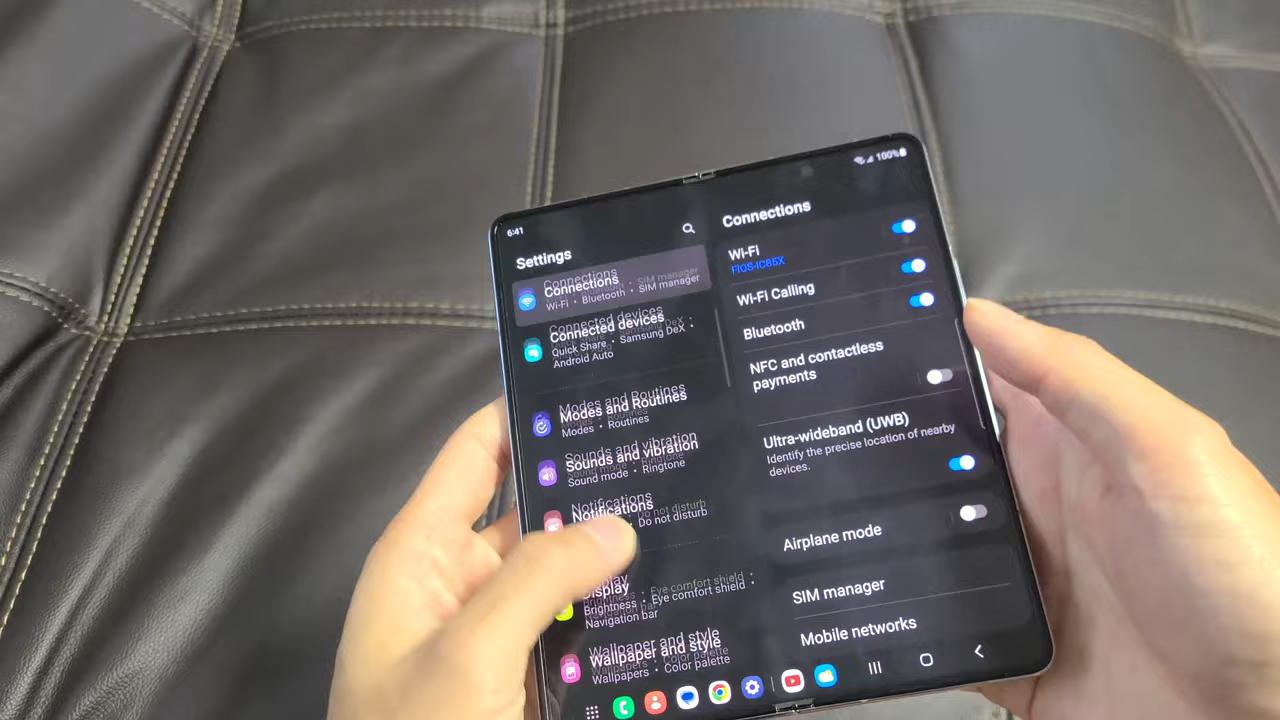 6:41
100%
Settings
Connections
Wi-Fi • Bluetooth • SIM manager
Connected devices
Quick Share • Samsung DeX •
Android Auto
Modes and Routines
Modes • Routines
Sounds and vibration
Sound mode • Ringtone
Notifications
• Do not disturb
Display
Brightness • Eye comfort shield •
Navigation bar
Wallpaper and style
Wallpapers • Color palette
Connections
Wi-Fi
FIOS-IC85X
Wi-Fi Calling
Bluetooth
NFC and contactless
payments
Ultra-wideband (UWB)
Identify the precise location of nearby
devices.
Airplane mode
SIM manager
Mobile networks